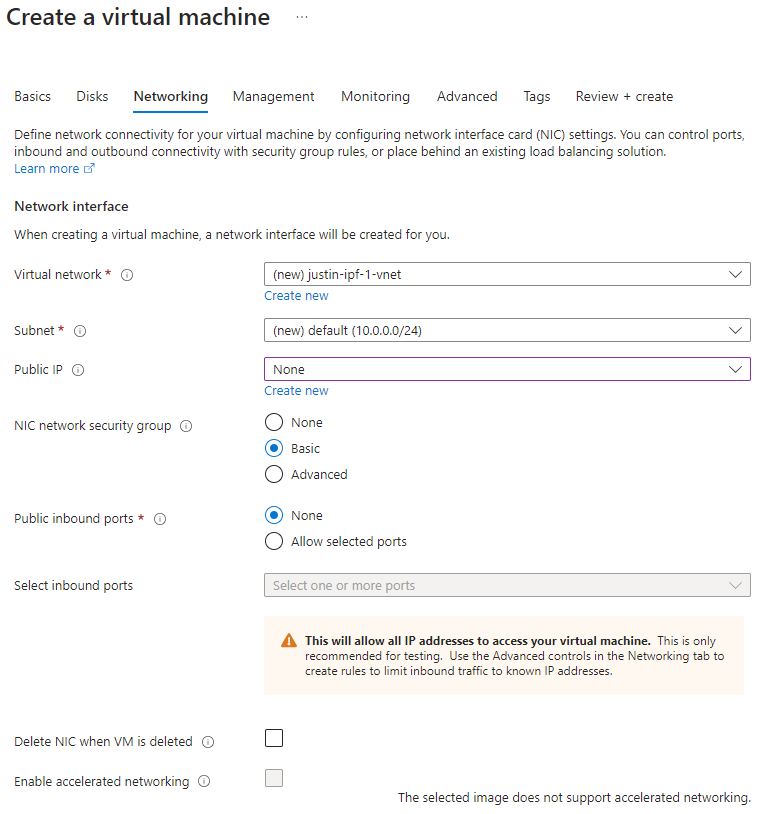 Create a virtual machine ...
Basics Disks Networking Management Monitoring Advanced Tags Review + create
Define network connectivity for your virtual machine by configuring network interface card (NIC) settings. You can control ports,
inbound and outbound connectivity with security group rules, or place behind an existing load balancing solution.
Learn more
Network interface
When creating a virtual machine, a network interface will be created for you.
Virtual network *
(new) justin-ipf-1-vnet
Create new
Subnet *
(new) default (10.0.0.0/24)
Public IP
None
Create new
NIC network security group
None
Basic
Advanced
Public inbound ports *
None
Allow selected ports
Select inbound ports
Select one or more ports
This will allow all IP addresses to access your virtual machine. This is only
recommended for testing. Use the Advanced controls in the Networking tab to
create rules to limit inbound traffic to known IP addresses.
Delete NIC when VM is deleted
Enable accelerated networking
The selected image does not support accelerated networking.